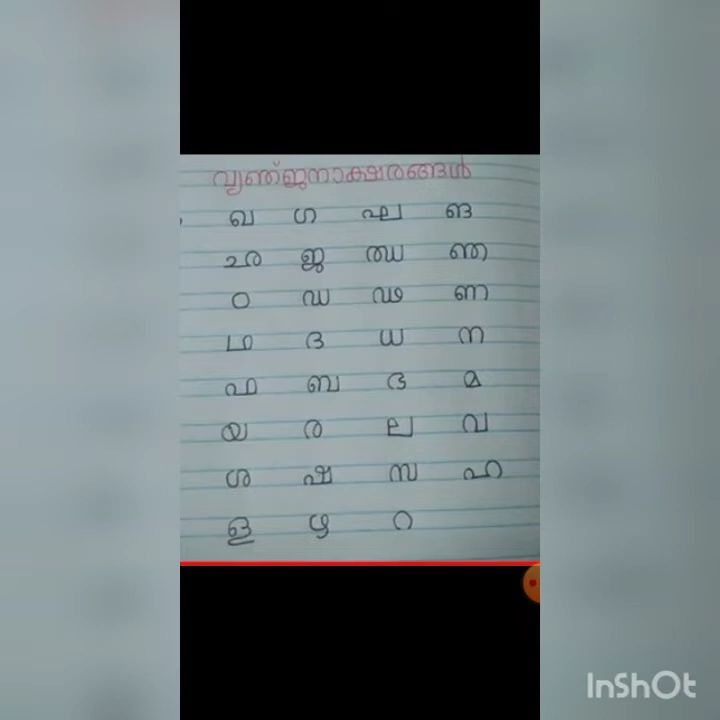 വ്യഞ്ജനാക്ഷരങ്ങൾ
ഖ ഗ ഘ ങ
ഛ ജ ഝ ഞ
ഠ ഡ ഢ ണ
ഥ ദ ധ ന
ഫ ബ ഭ മ
യ ര ല വ
ശ ഷ സ ഹ
ള ഴ റ
InShOt